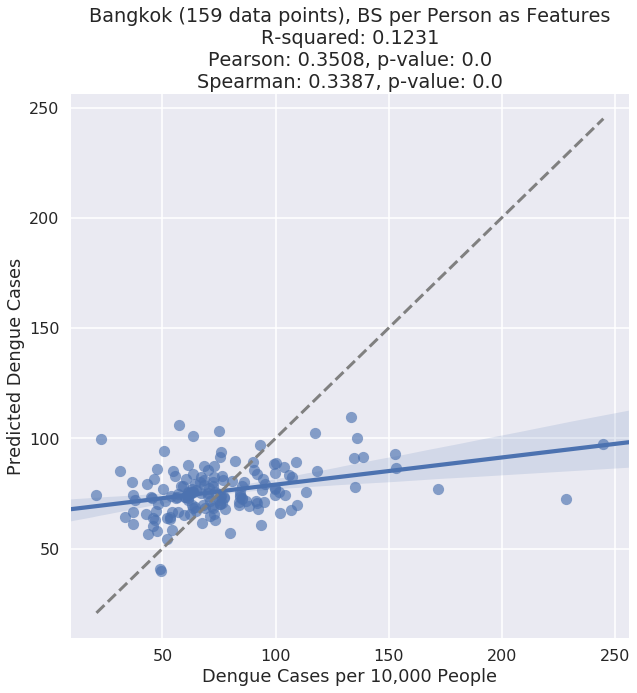 Bangkok (159 data points), BS per Person as Features
R-squared: 0.1231
Pearson: 0.3508, p-value: 0.0
Spearman: 0.3387, p-value: 0.0
250
200
150
100
50
Predicted Dengue Cases
50
100
150
200
250
Dengue Cases per 10,000 People